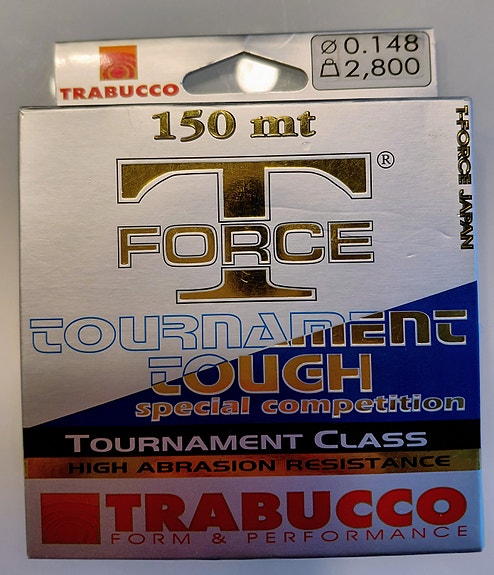 TRABUCCO
Ø 0.148
2,800
150 mt
T-FORCE JAPAN
T
FORCE ®
TOURNAMENT
TOUGH
special competition
TOURNAMENT CLASS
HIGH ABRASION RESISTANCE
TRABUCCO
FORM & PERFORMANCE